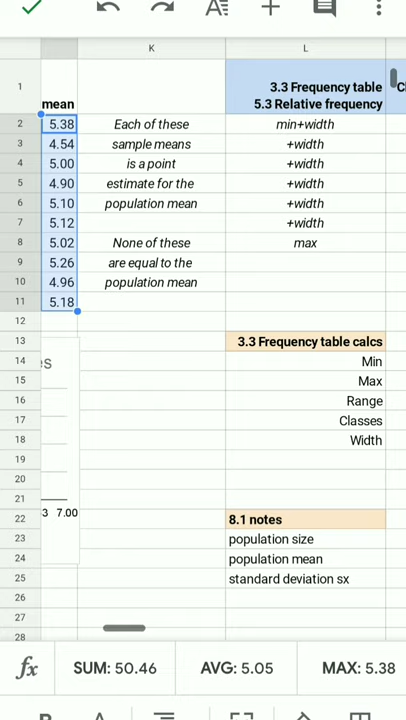 K
L
1
mean
3.3 Frequency table
5.3 Relative frequency
C
2
5.38
Each of these
min+width
3
4.54
sample means
+width
4
5.00
is a point
+width
5
4.90
estimate for the
+width
6
5.10
population mean
+width
7
5.12
+width
8
5.02
None of these
max
9
5.26
are equal to the
10
4.96
population mean
11
5.18
12
13
3.3 Frequency table calcs
14
Min
15
Max
16
Range
17
Classes
18
Width
19
20
21
3 7.00
22
8.1 notes
23
population size
24
population mean
25
standard deviation sx
26
27
28
fx
SUM: 50.46
AVG: 5.05
MAX: 5.38